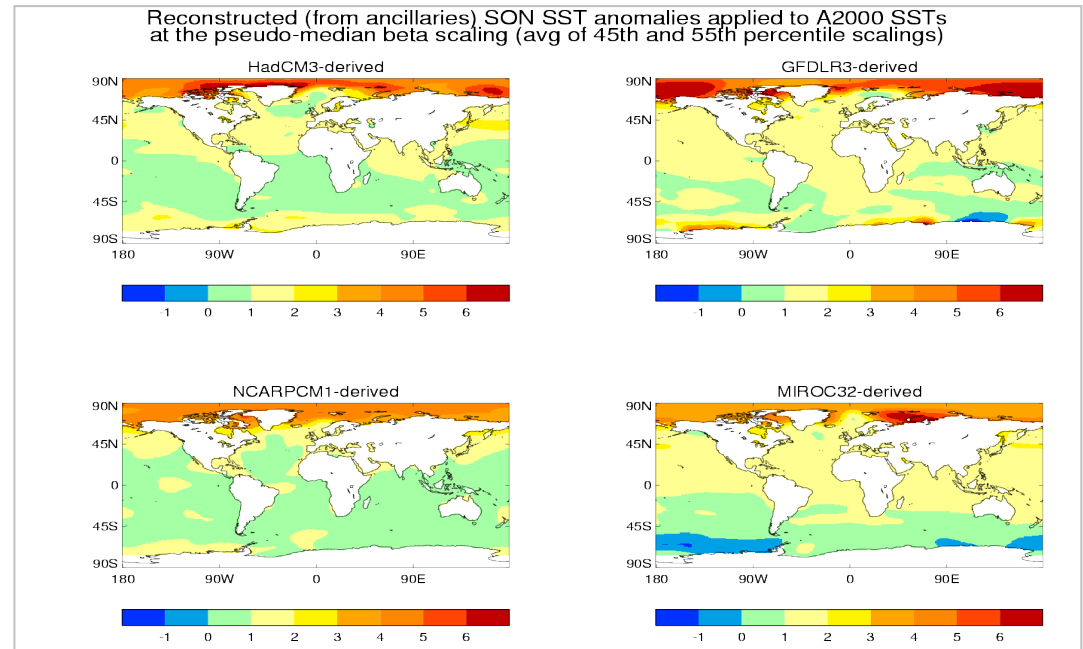 Reconstructed (from ancillaries) SON SST anomalies applied to A2000 SSTs
at the pseudo-median beta scaling (avg of 45th and 55th percentile scalings)
HadCM3-derived
90N
45N
0
45S
90S
180 90W 0 90E
-1 0 1 2 3 4 5 6
GFDLR3-derived
90N
45N
0
45S
90S
180 90W 0 90E
-1 0 1 2 3 4 5 6
NCARPCM1-derived
90N
45N
0
45S
90S
180 90W 0 90E
-1 0 1 2 3 4 5 6
MIROC32-derived
90N
45N
0
45S
90S
180 90W 0 90E
-1 0 1 2 3 4 5 6